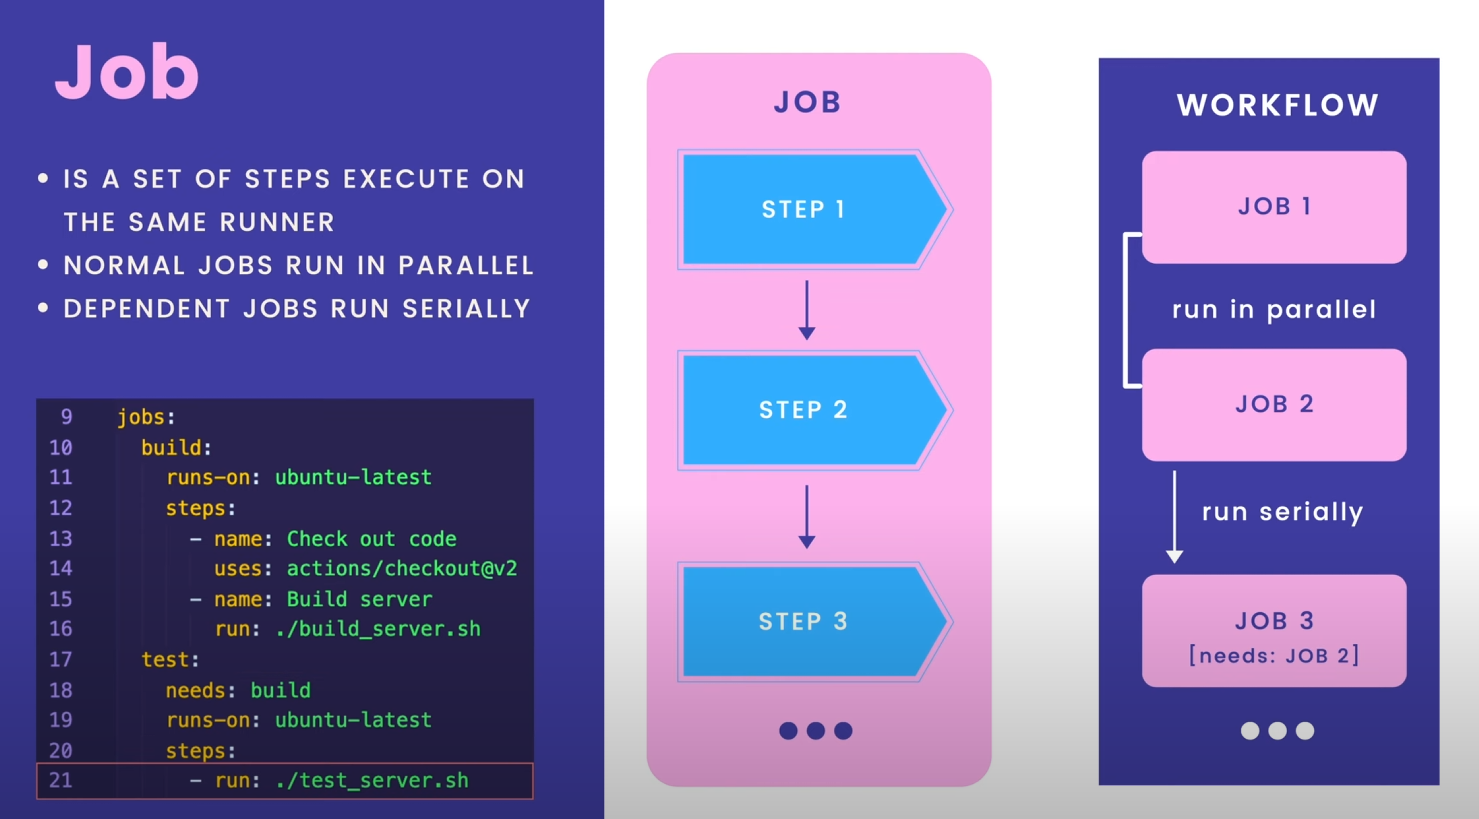 Job
• IS A SET OF STEPS EXECUTE ON
THE SAME RUNNER
• NORMAL JOBS RUN IN PARALLEL
• DEPENDENT JOBS RUN SERIALLY
9 jobs:
10 build:
11 runs-on: ubuntu-latest
12 steps:
13 - name: Check out code
14 uses: actions/checkout@v2
15 - name: Build server
16 run: ./build_server.sh
17 test:
18 needs: build
19 runs-on: ubuntu-latest
20 steps:
21 - run: ./test_server.sh
JOB
STEP 1
STEP 2
STEP 3
WORKFLOW
JOB 1
run in parallel
JOB 2
run serially
JOB 3
[needs: JOB 2]